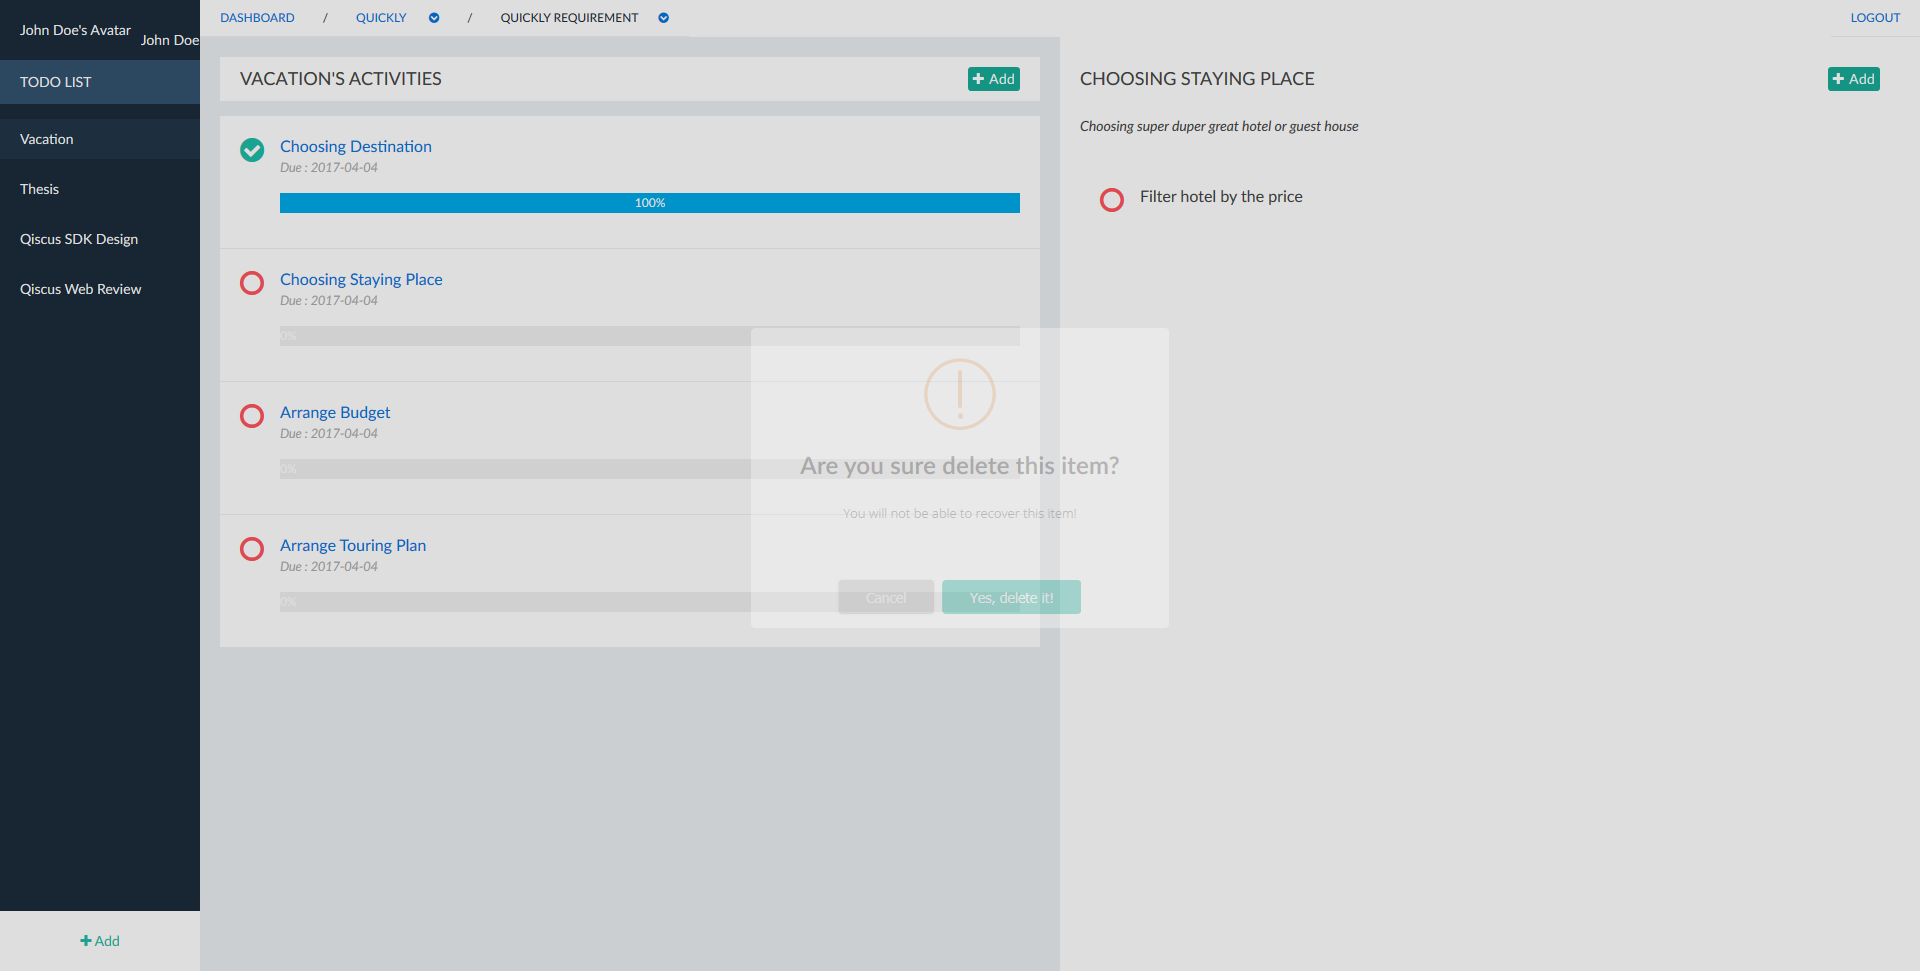 John Doe's Avatar
John Doe
TODO LIST
Vacation
Thesis
Qiscus SDK Design
Qiscus Web Review
Add
DASHBOARD / QUICKLY / QUICKLY REQUIREMENT
LOGOUT
VACATION'S ACTIVITIES
Add
Choosing Destination
Due : 2017-04-04
100%
Choosing Staying Place
Due : 2017-04-04
0%
Arrange Budget
Due : 2017-04-04
0%
Arrange Touring Plan
Due : 2017-04-04
0%
CHOOSING STAYING PLACE
Add
Choosing super duper great hotel or guest house
Filter hotel by the price
Are you sure delete this item?
You will not be able to recover this item!
Cancel
Yes, delete it!